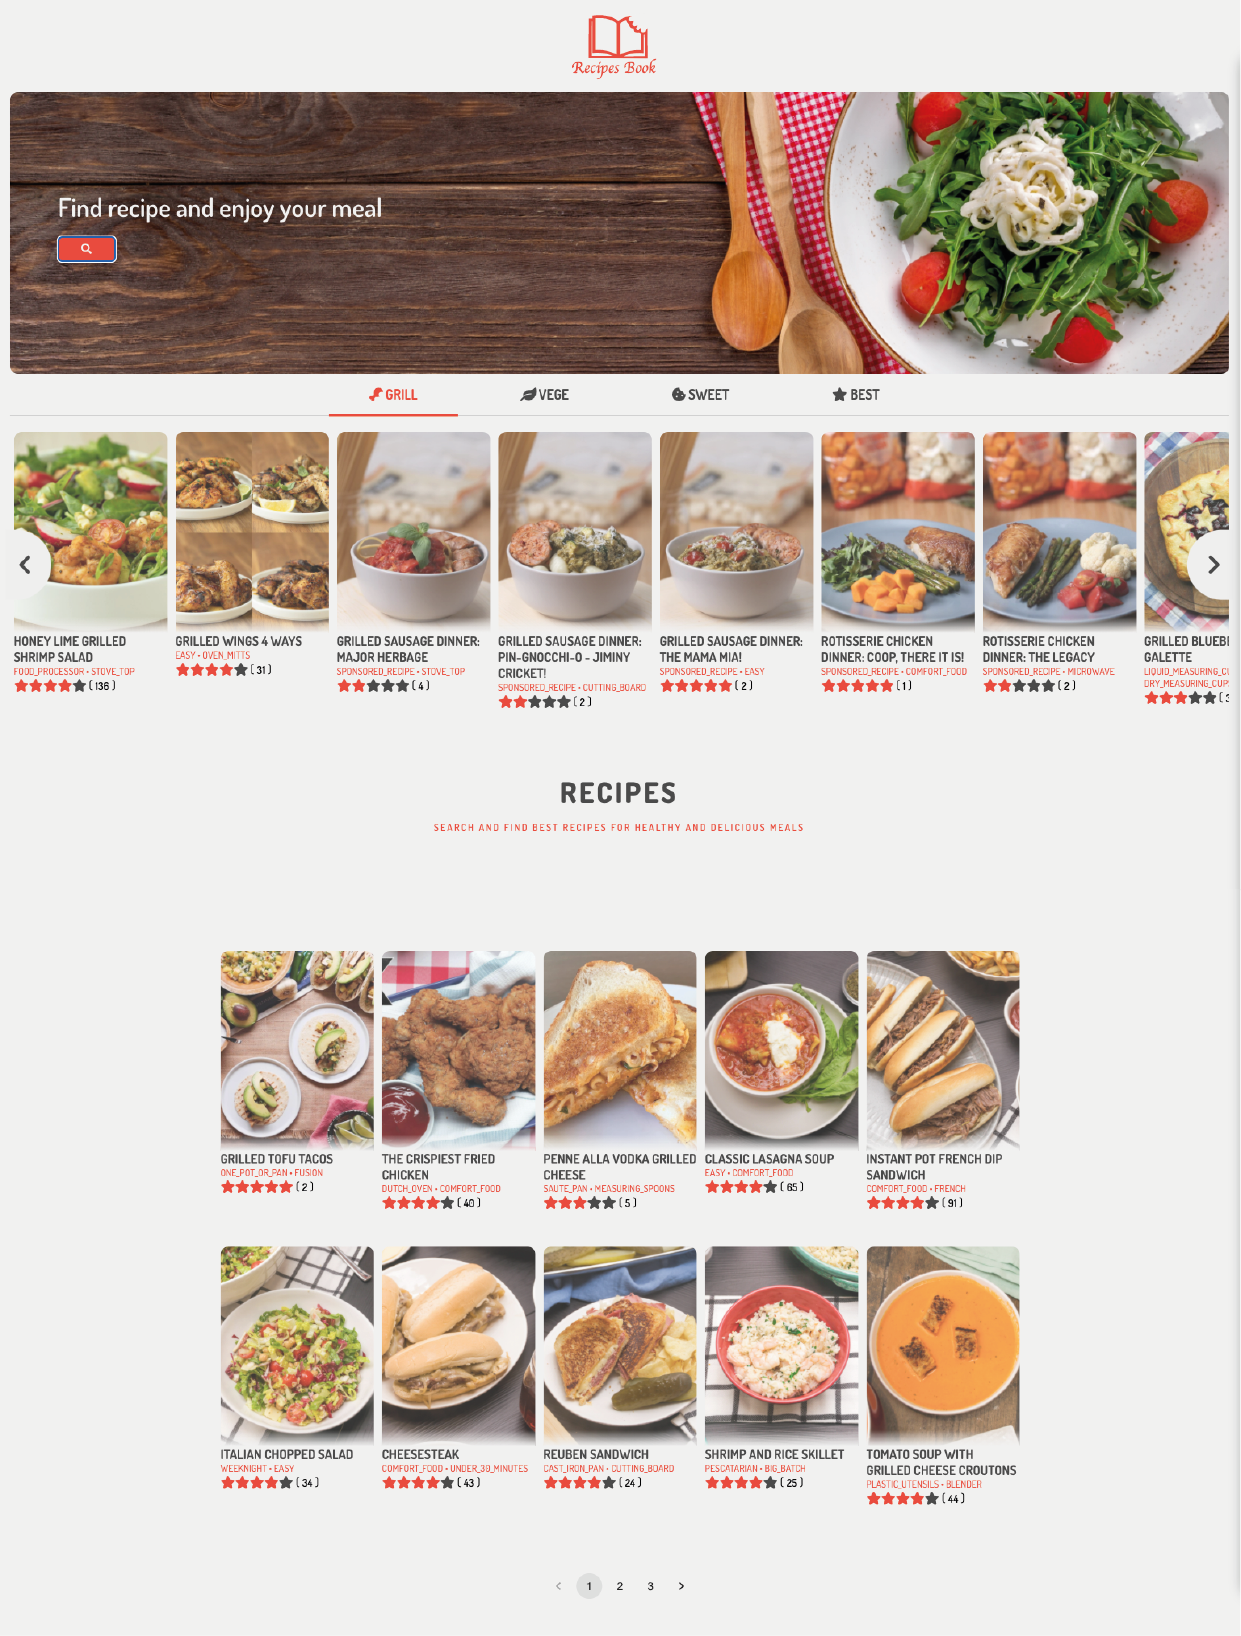 Recipes Book
Find recipe and enjoy your meal
GRILL
VEGE
SWEET
BEST
HONEY LIME GRILLED
SHRIMP SALAD
FOOD_PROCESSOR • STOVE_TOP
( 136 )
GRILLED WINGS 4 WAYS
EASY • OVEN_MITTS
( 31 )
GRILLED SAUSAGE DINNER:
MAJOR HERBAGE
SPONSORED_RECIPE • STOVE_TOP
( 4 )
GRILLED SAUSAGE DINNER:
PIN-GNOCCHI-O - JIMINY
CRICKET!
SPONSORED_RECIPE • CUTTING_BOARD
( 2 )
GRILLED SAUSAGE DINNER:
THE MAMA MIA!
SPONSORED_RECIPE • EASY
( 2 )
ROTISSERIE CHICKEN
DINNER: COOP, THERE IT IS!
SPONSORED_RECIPE • COMFORT_FOOD
( 1 )
ROTISSERIE CHICKEN
DINNER: THE LEGACY
SPONSORED_RECIPE • MICROWAVE
( 2 )
GRILLED
GALETTE
RECIPES
SEARCH AND FIND BEST RECIPES FOR HEALTHY AND DELICIOUS MEALS
GRILLED TOFU TACOS
ONE_POT_OR_PAN • FUSION
( 2 )
THE CRISPIEST FRIED
CHICKEN
DUTCH_OVEN • COMFORT_FOOD
( 40 )
PENNE ALLA VODKA GRILLED
CHEESE
SAUTE_PAN • MEASURING_SPOONS
( 5 )
CLASSIC LASAGNA SOUP
EASY • COMFORT_FOOD
( 65 )
INSTANT POT FRENCH DIP
SANDWICH
COMFORT_FOOD • FRENCH
( 91 )
ITALIAN CHOPPED SALAD
WEEKNIGHT • EASY
( 34 )
CHEESESTEAK
COMFORT_FOOD • UNDER_30_MINUTES
( 43 )
REUBEN SANDWICH
CAST_IRON_PAN • CUTTING_BOARD
( 24 )
SHRIMP AND RICE SKILLET
PESCATARIAN • BIG_BATCH
( 25 )
TOMATO SOUP WITH
GRILLED CHEESE CROUTONS
PLASTIC_UTENSILS • BLENDER
( 44 )
1 2 3